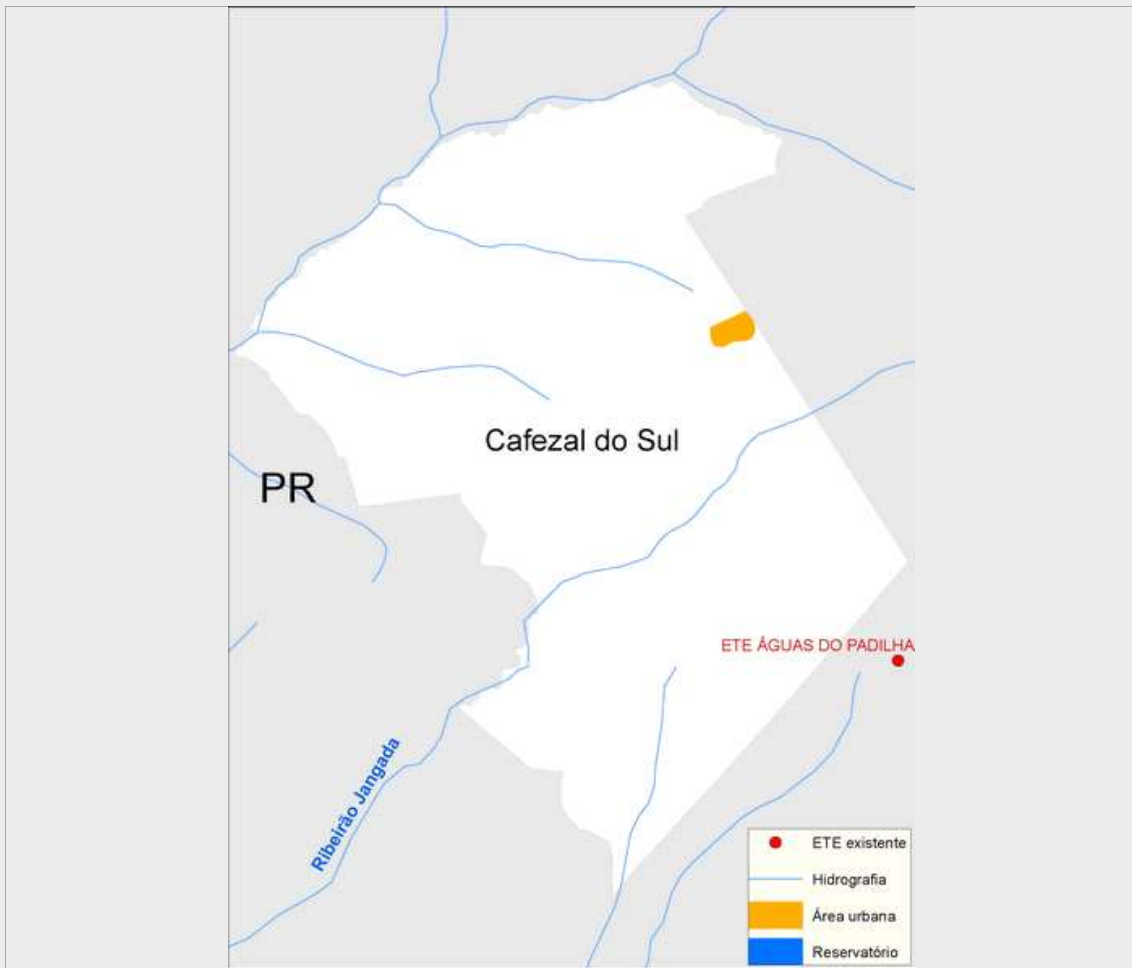 Cafezal do Sul
PR
ETE ÁGUAS DO PADILHA
Ribeirão Jangada
ETE existente
Hidrografia
Área urbana
Reservatório